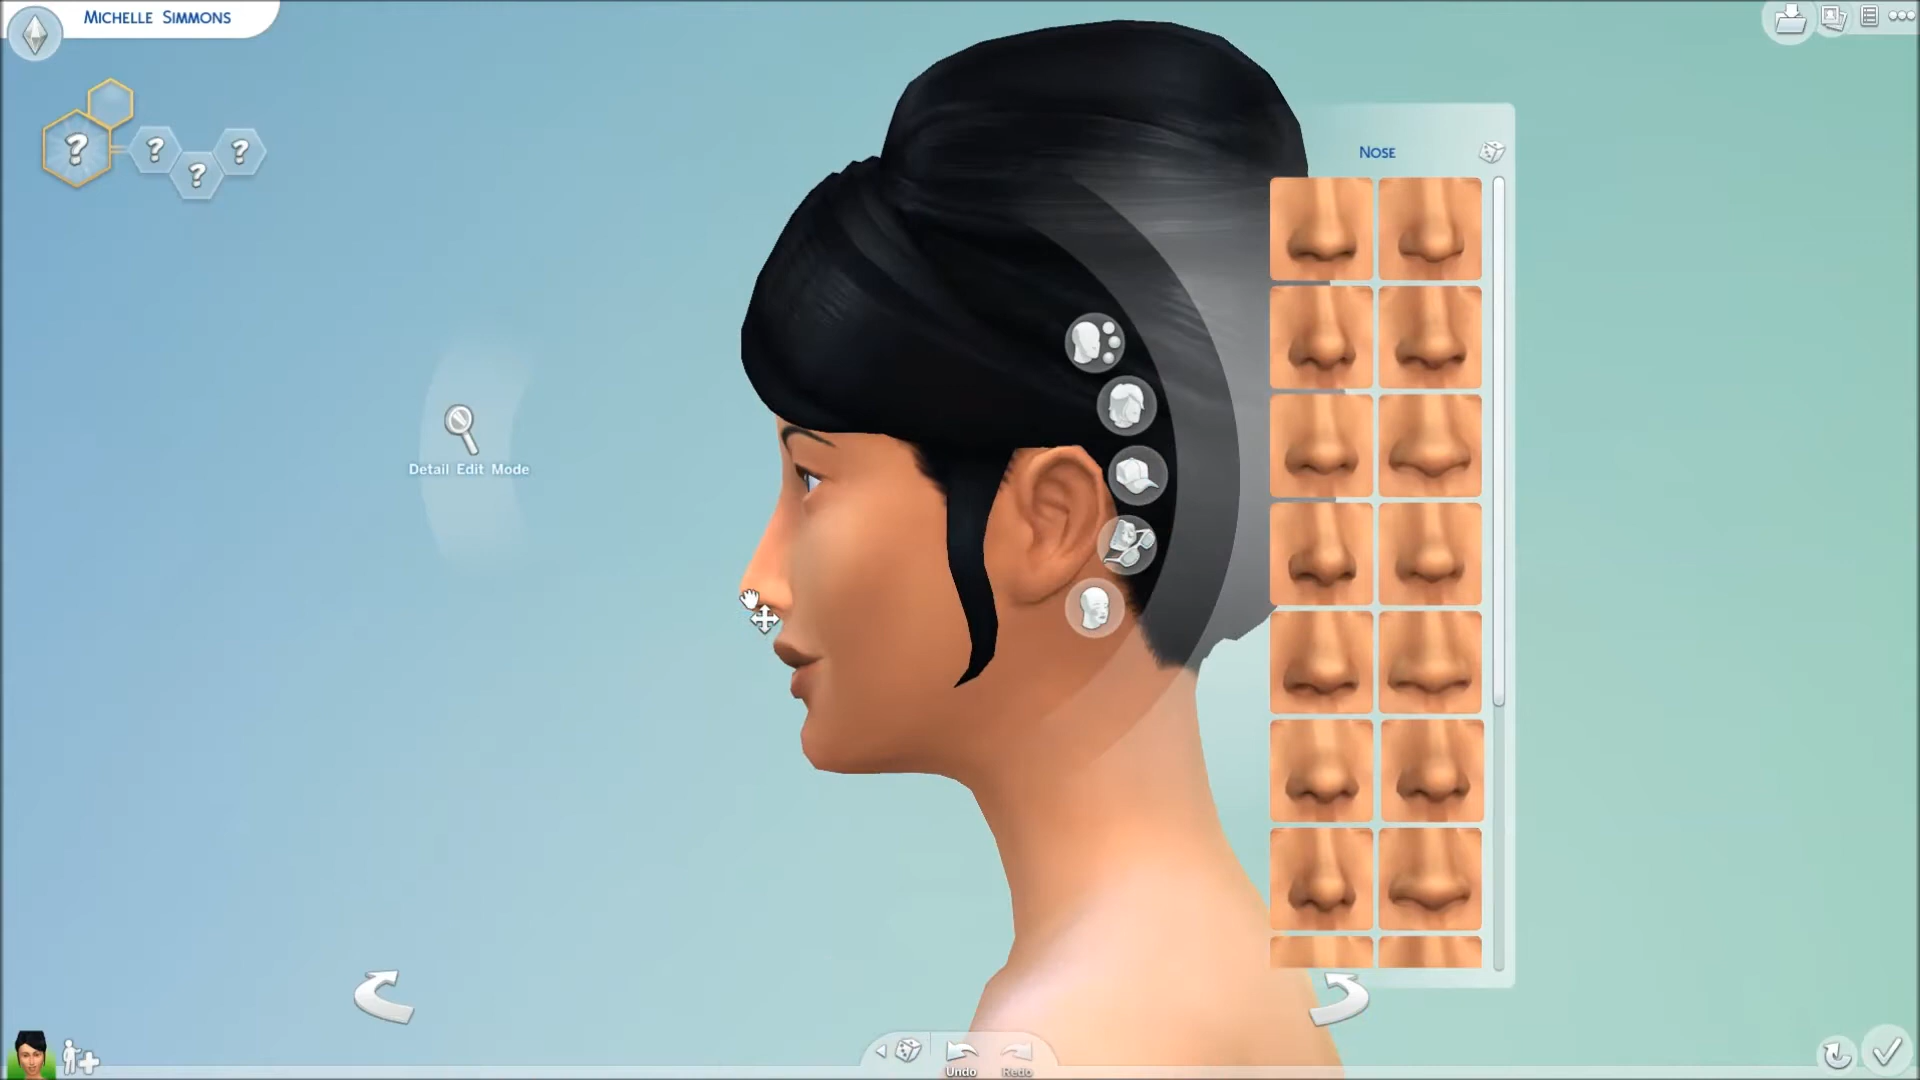 Michelle Simmons
?
?
?
?
Nose
Detail Edit Mode
Undo
Redo